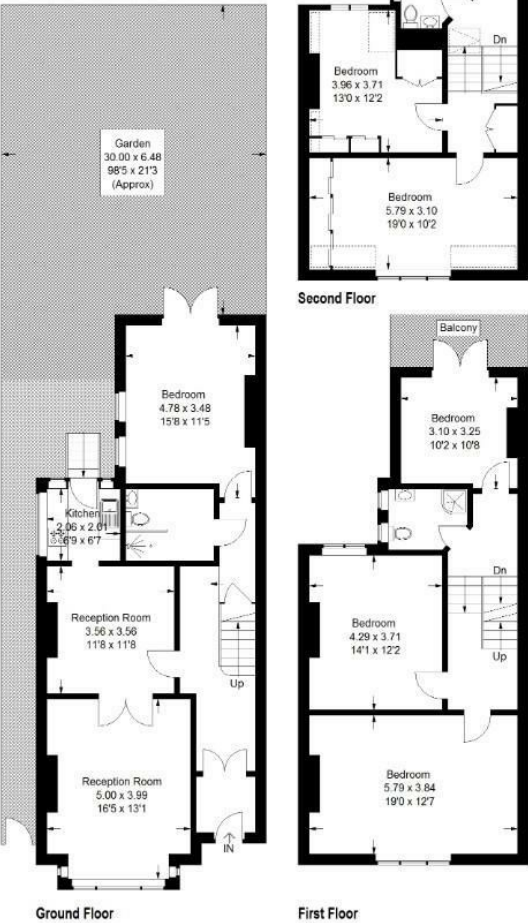 Garden
30.00 x 6.48
98'5 x 21'3
(Approx)
Bedroom
4.78 x 3.48
15'8 x 11'5
Kitchen
2.06 x 2.01
6'9 x 6'7
Reception Room
3.56 x 3.56
11'8 x 11'8
Up
Reception Room
5.00 x 3.99
16'5 x 13'1
IN
Ground Floor
Dn
Bedroom
3.96 x 3.71
13'0 x 12'2
Bedroom
5.79 x 3.10
19'0 x 10'2
Second Floor
Balcony
Bedroom
3.10 x 3.25
10'2 x 10'8
Dn
Bedroom
4.29 x 3.71
14'1 x 12'2
Up
Bedroom
5.79 x 3.84
19'0 x 12'7
First Floor